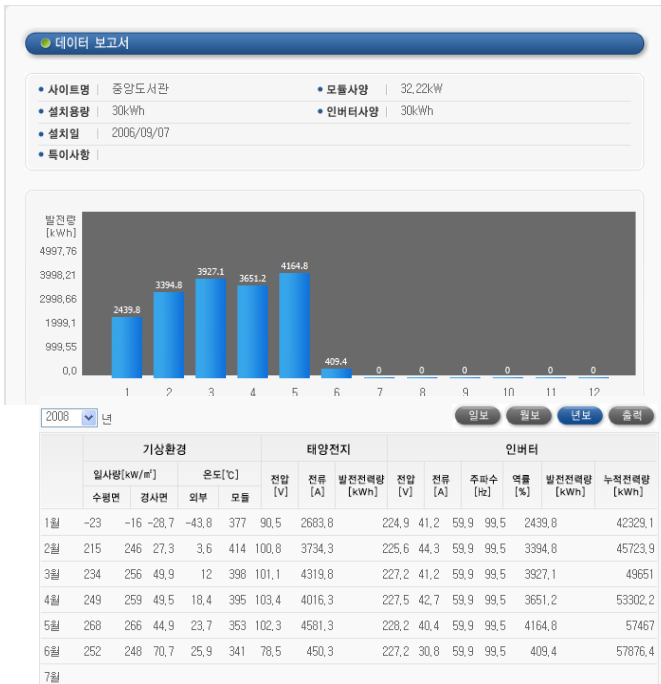 데이터 보고서
사이트명 중앙도서관 모듈사양 32,22kW
설치용량 30kWh 인버터사양 30kWh
설치일 2006/09/07
특이사항
발전량
[kWh]
4997,76
3998,21
2998,66
1999,1
999,55
0,0
2439.8 3394.8 3927.1 3651.2 4164.8 409.4 0 0 0 0 0 0
1 2 3 4 5 6 7 8 9 10 11 12
2008 년 일보 월보 년보 출력
기상환경 태양전지 인버터
일사량[kW/㎡] 온도[℃] 전압[V] 전류[A] 발전전력량[kWh] 전압[V] 전류[A] 주파수[Hz] 역률[%] 발전전력량[kWh] 누적전력량[kWh]
수평면 경사면 외부 모듈
1월 -23 -16 -28,7 -43,8 377 90,5 2683,8 224,9 41,2 59,9 99,5 2439,8 42329,1
2월 215 246 27,3 3,6 414 100,8 3734,3 225,6 44,3 59,9 99,5 3394,8 45723,9
3월 234 256 49,9 12 398 101,1 4319,8 227,2 41,2 59,9 99,5 3927,1 49651
4월 249 259 49,5 18,4 395 103,4 4016,3 227,5 42,7 59,9 99,5 3651,2 53302,2
5월 268 266 44,9 23,7 353 102,3 4581,3 228,2 40,4 59,9 99,5 4164,8 57467
6월 252 248 70,7 25,9 341 78,5 450,3 227,2 30,8 59,9 99,5 409,4 57876,4
7월